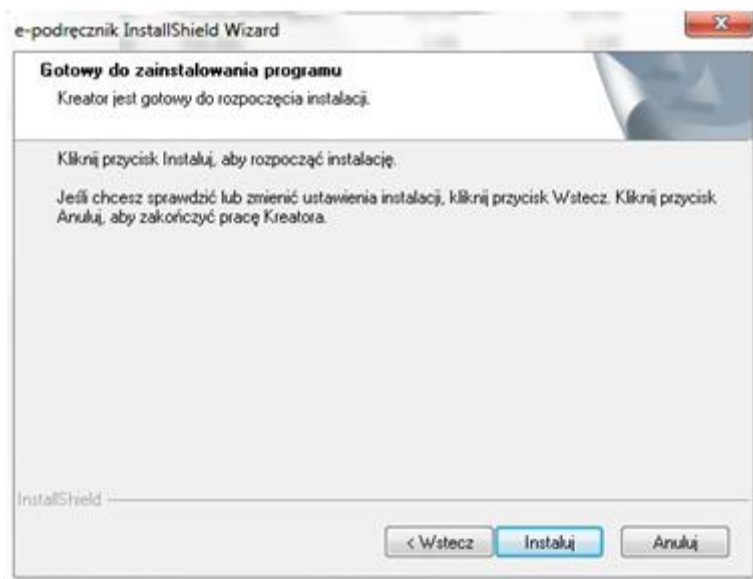 e-podręcznik InstallShield Wizard
Gotowy do zainstalowania programu
Kreator jest gotowy do rozpoczęcia instalacji.
Kliknij przycisk Instaluj, aby rozpocząć instalację.
Jeśli chcesz sprawdzić lub zmienić ustawienia instalacji, kliknij przycisk Wstecz. Kliknij przycisk
Anuluj, aby zakończyć pracę Kreatora.
InstallShield
< Wstecz Instaluj Anuluj